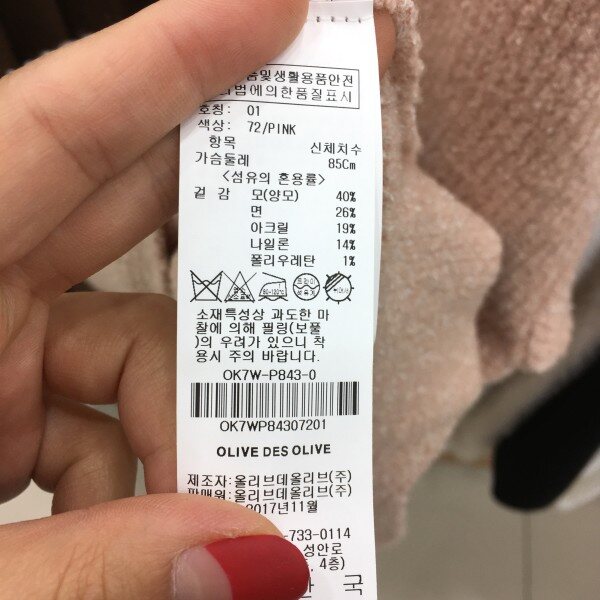 및생활용품안전
법에의한품질표시
호칭: 01
색상: 72/PINK
항목 신체치수
가슴둘레 85Cm
<섬유의 혼용률>
겉 감 모(양모) 40%
면 26%
아크릴 19%
나일론 14%
폴리우레탄 1%
소재특성상 과도한 마
찰에 의해 필링(보풀
)의 우려가 있으니 착
용시 주의 바랍니다.
OK7W-P843-0
OK7WP84307201
OLIVE DES OLIVE
제조자:올리브데올리브(주)
판매원:올리브데올리브(주)
2017년11월
-733-0114
성안로
, 4층)
국